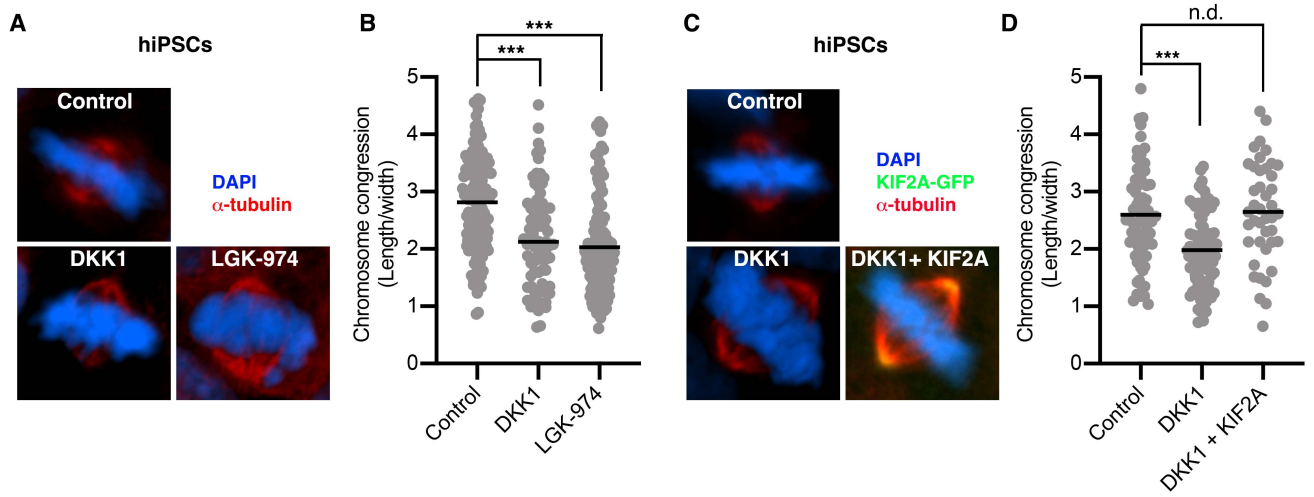 A
hiPSCs
Control
DAPI
α-tubulin
DKK1
LGK-974
B
***
***
Chromosome congression
(Length/width)
5
4
3
2
1
0
Control
DKK1
LGK-974
C
hiPSCs
Control
DAPI
KIF2A-GFP
α-tubulin
DKK1
DKK1+ KIF2A
D
n.d.
***
Chromosome congression
(Length/width)
5
4
3
2
1
0
Control
DKK1
DKK1 + KIF2A